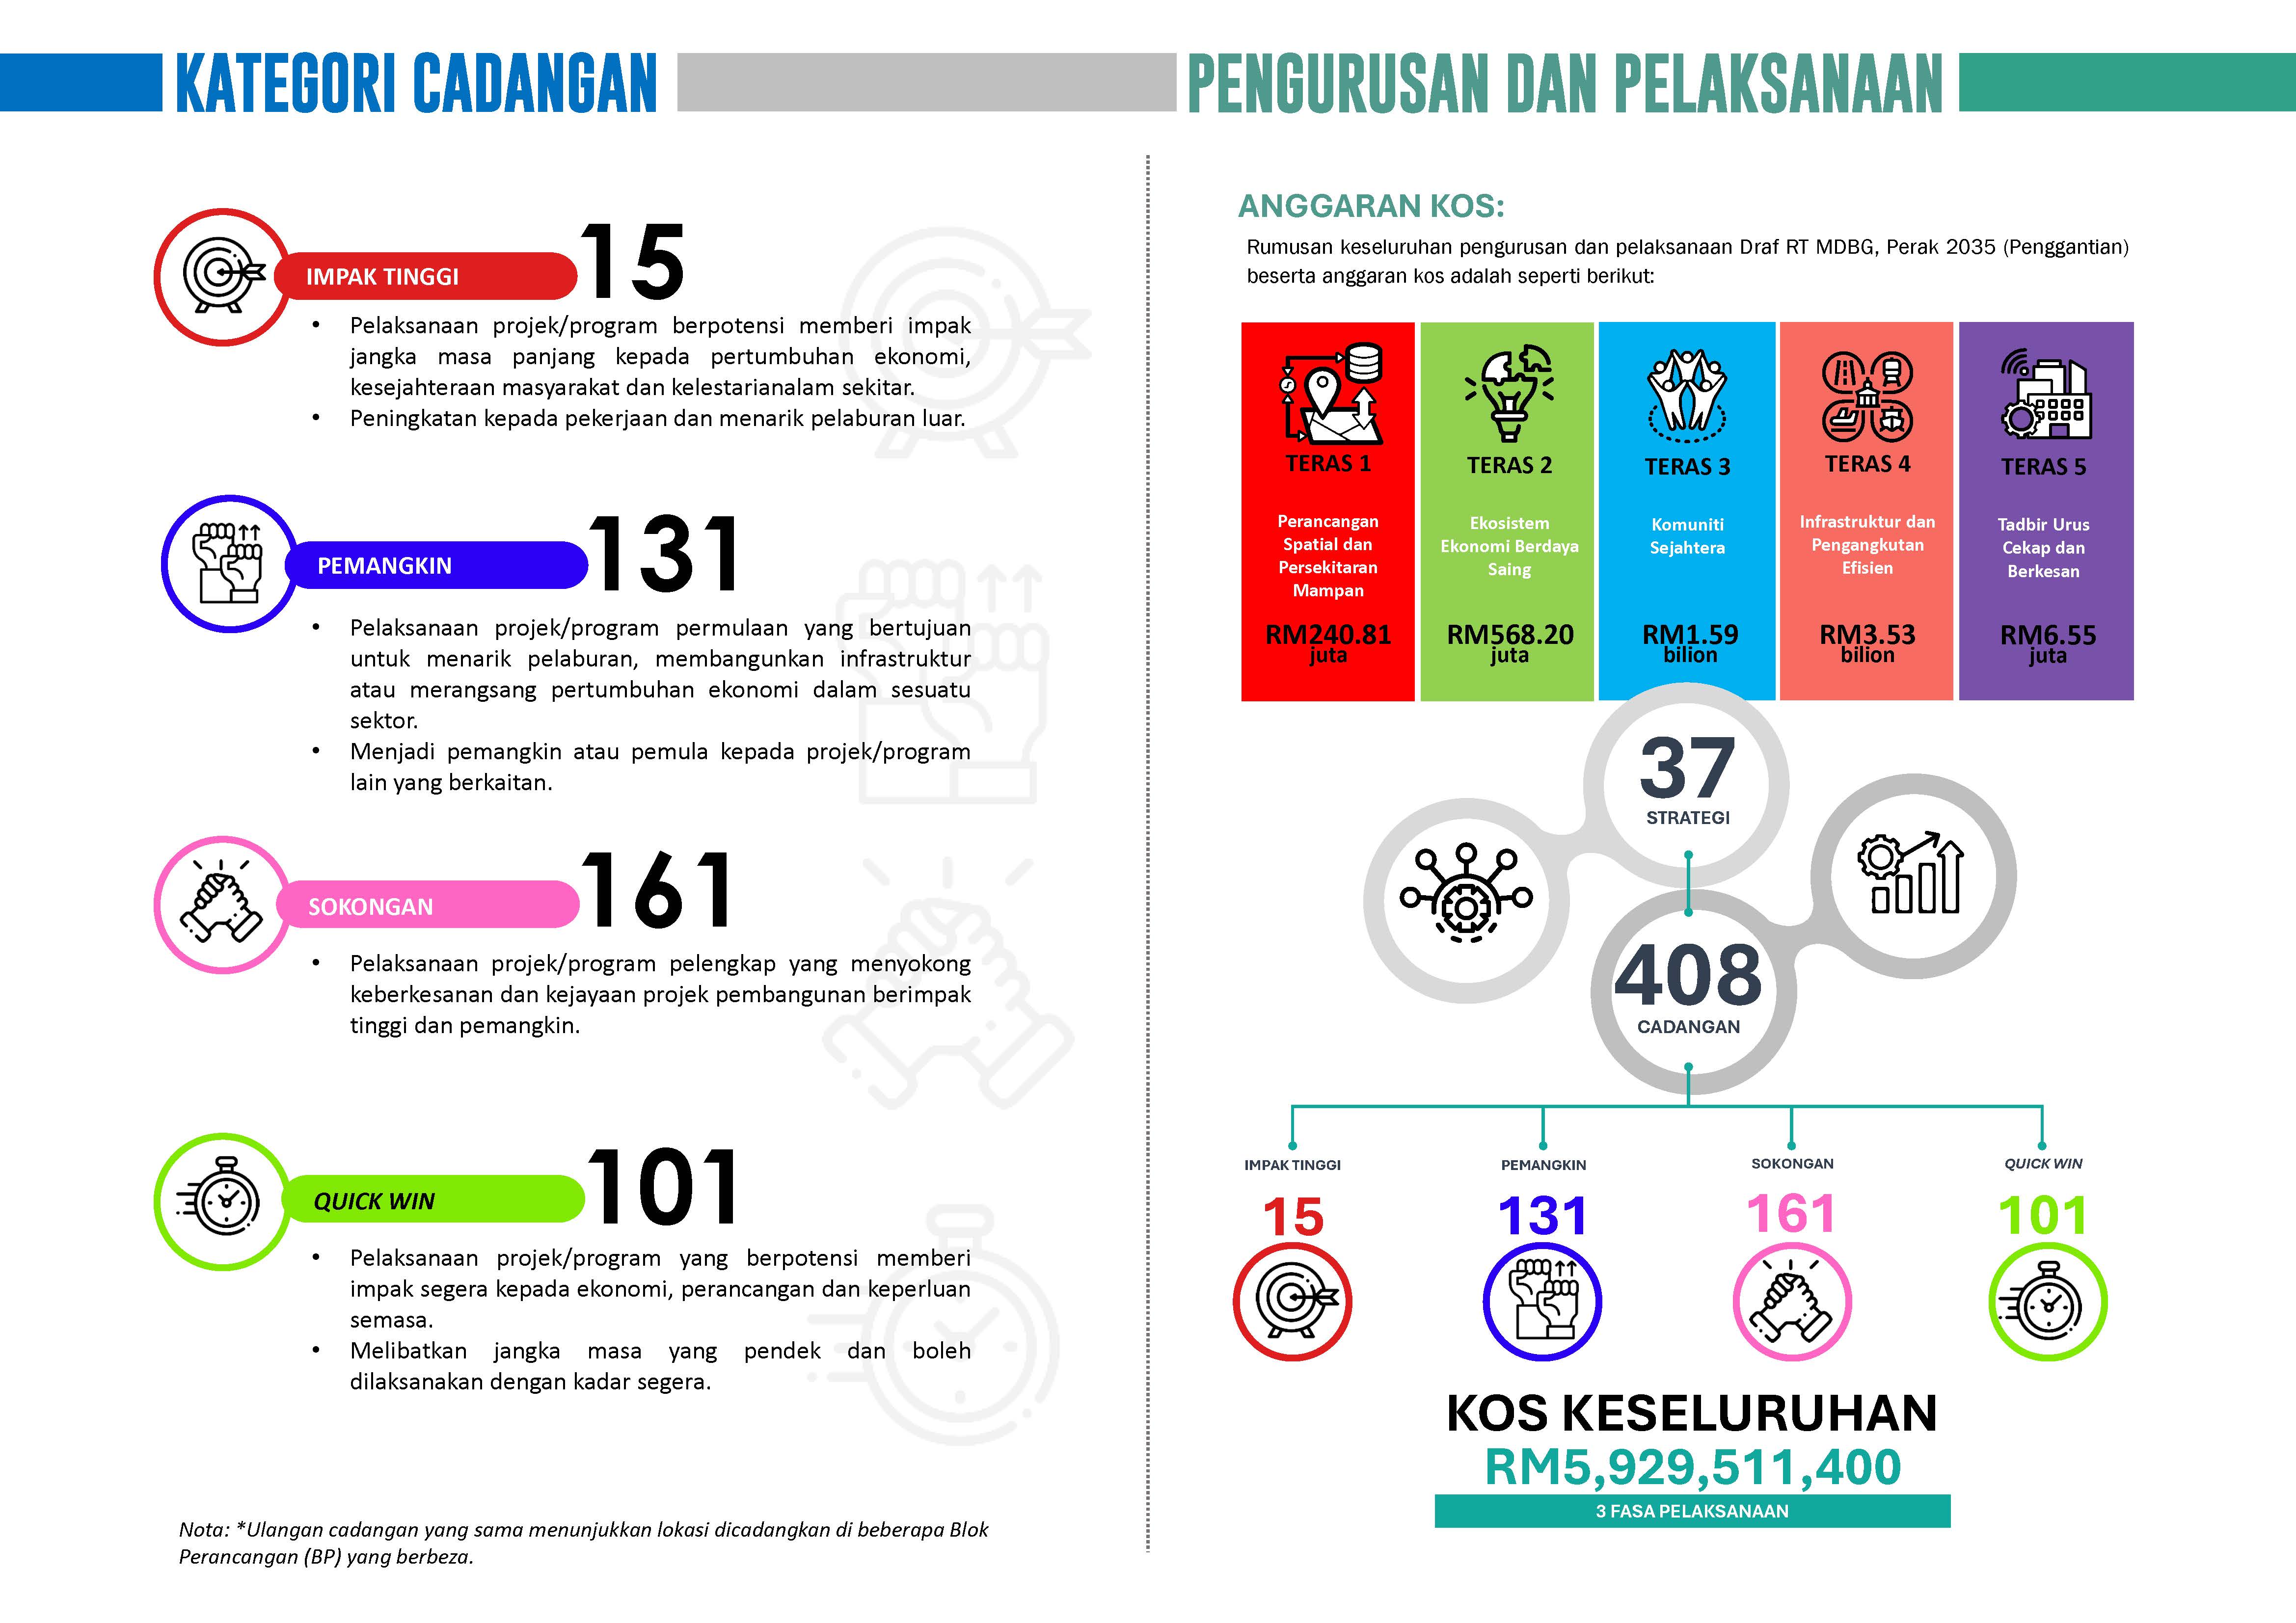 KATEGORI CADANGAN
IMPAK TINGGI
15
• Pelaksanaan projek/program berpotensi memberi impak
jangka masa panjang kepada pertumbuhan ekonomi,
kesejahteraan masyarakat dan kelestarianalam sekitar.
• Peningkatan kepada pekerjaan dan menarik pelaburan luar.
PEMANGKIN
131
• Pelaksanaan projek/program permulaan yang bertujuan
untuk menarik pelaburan, membangunkan infrastruktur
atau merangsang pertumbuhan ekonomi dalam sesuatu
sektor.
• Menjadi pemangkin atau pemula kepada projek/program
lain yang berkaitan.
SOKONGAN
161
• Pelaksanaan projek/program pelengkap yang menyokong
keberkesanan dan kejayaan projek pembangunan berimpak
tinggi dan pemangkin.
QUICK WIN
101
• Pelaksanaan projek/program yang berpotensi memberi
impak segera kepada ekonomi, perancangan dan keperluan
semasa.
• Melibatkan jangka masa yang pendek dan boleh
dilaksanakan dengan kadar segera.
Nota: *Ulangan cadangan yang sama menunjukkan lokasi dicadangkan di beberapa Blok
Perancangan (BP) yang berbeza.
PENGURUSAN DAN PELAKSANAAN
ANGGARAN KOS:
Rumusan keseluruhan pengurusan dan pelaksanaan Draf RT MDBG, Perak 2035 (Penggantian)
beserta anggaran kos adalah seperti berikut:
TERAS 1
Perancangan
Spatial dan
Persekitaran
Mampan
RM240.81
juta
TERAS 2
Ekosistem
Ekonomi Berdaya
Saing
RM568.20
juta
TERAS 3
Komuniti
Sejahtera
RM1.59
bilion
TERAS 4
Infrastruktur dan
Pengangkutan
Efisien
RM3.53
bilion
TERAS 5
Tadbir Urus
Cekap dan
Berkesan
RM6.55
juta
37
STRATEGI
408
CADANGAN
IMPAK TINGGI
15
PEMANGKIN
131
SOKONGAN
161
QUICK WIN
101
KOS KESELURUHAN
RM5,929,511,400
3 FASA PELAKSANAAN